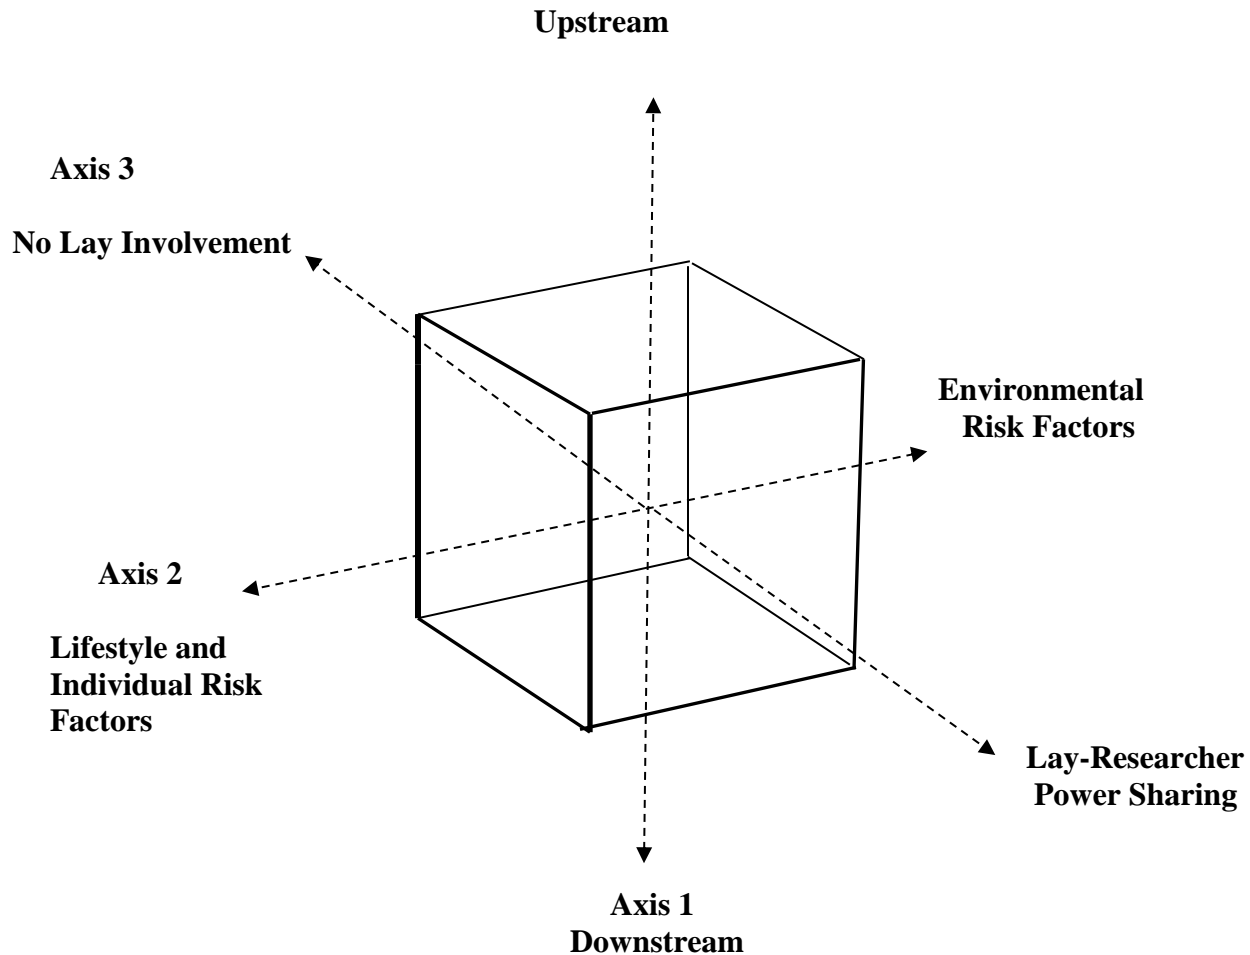 Upstream
Axis 3
No Lay Involvement
Environmental
Risk Factors
Axis 2
Lifestyle and
Individual Risk
Factors
Lay-Researcher
Power Sharing
Axis 1
Downstream